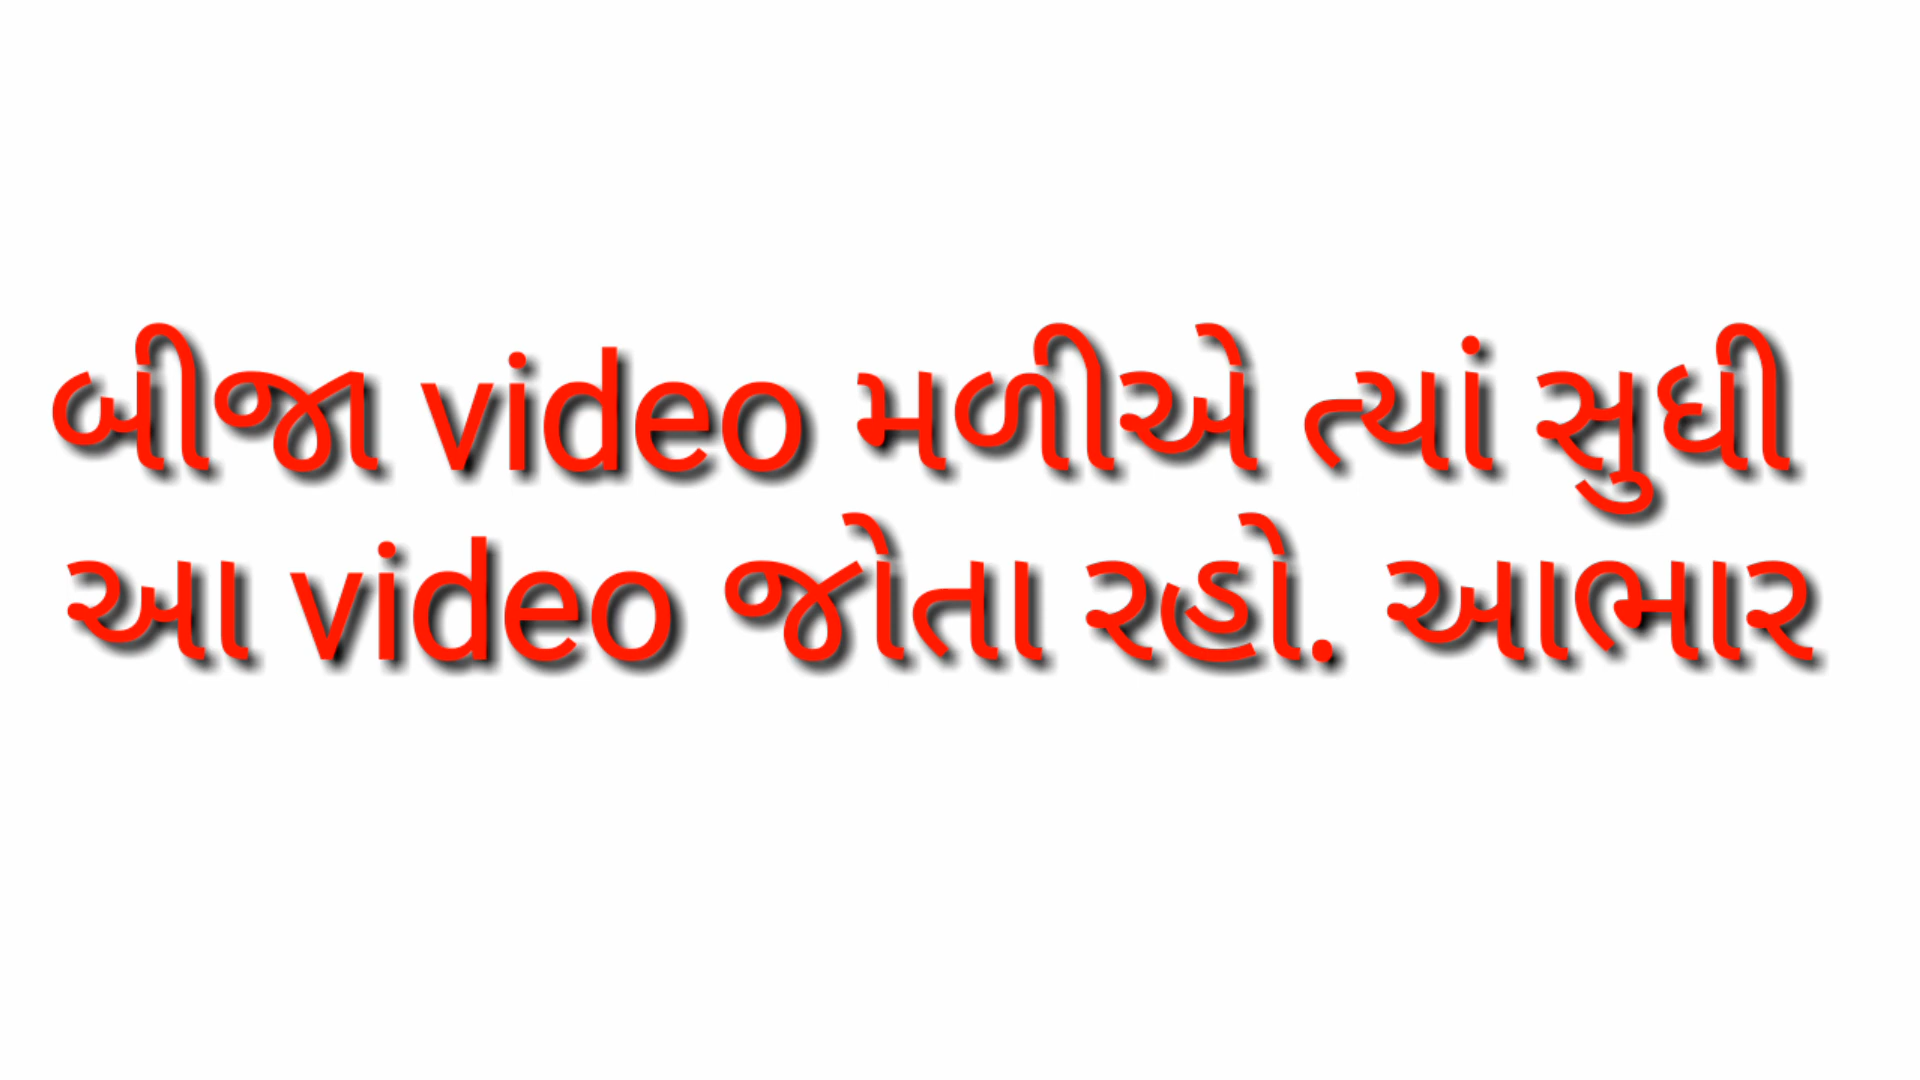 બીજા video મળીએ ત્યાં સુધી
આ video જોતા રહો. આભાર